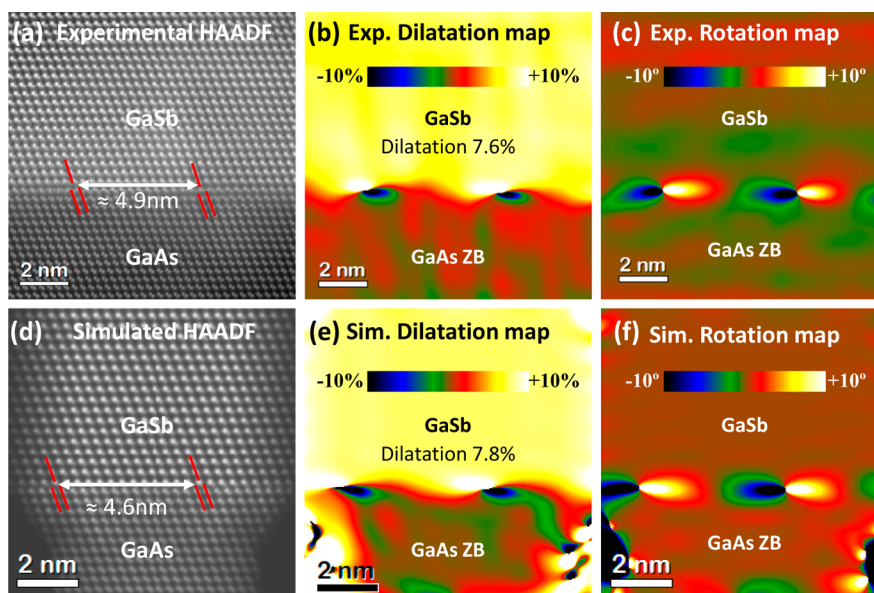 (a) Experimental HAADF
GaSb
≈ 4.9nm
GaAs
2 nm
(b) Exp. Dilatation map
-10% +10%
GaSb
Dilatation 7.6%
GaAs ZB
2 nm
(c) Exp. Rotation map
-10º +10º
GaSb
GaAs ZB
2 nm
(d) Simulated HAADF
GaSb
≈ 4.6nm
GaAs
2 nm
(e) Sim. Dilatation map
-10% +10%
GaSb
Dilatation 7.8%
GaAs ZB
2 nm
(f) Sim. Rotation map
-10º +10º
GaSb
GaAs ZB
2 nm